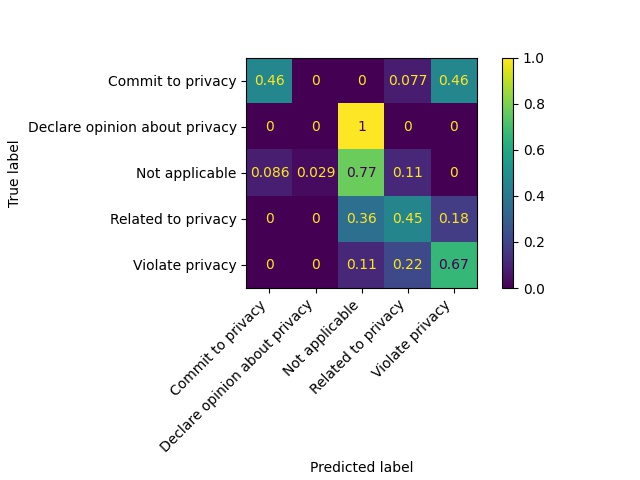 Commit to privacy 0.46 0 0 0.077 0.46
Declare opinion about privacy 0 0 1 0 0
Not applicable 0.086 0.029 0.77 0.11 0
Related to privacy 0 0 0.36 0.45 0.18
Violate privacy 0 0 0.11 0.22 0.67
True label
Commit to privacy
Declare opinion about privacy
Not applicable
Related to privacy
Violate privacy
Predicted label
1.0
0.8
0.6
0.4
0.2
0.0